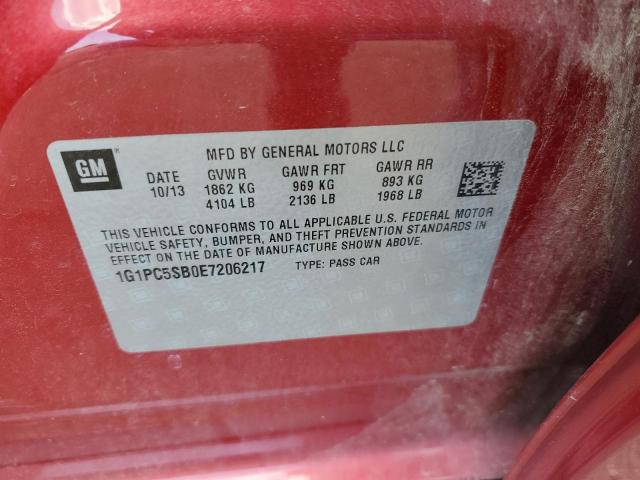 GM
MFD BY GENERAL MOTORS LLC
DATE GVWR GAWR FRT GAWR RR
10/13 1862 KG 969 KG 893 KG
4104 LB 2136 LB 1968 LB
THIS VEHICLE CONFORMS TO ALL APPLICABLE U.S. FEDERAL MOTOR
VEHICLE SAFETY, BUMPER, AND THEFT PREVENTION STANDARDS IN
EFFECT ON THE DATE OF MANUFACTURE SHOWN ABOVE.
1G1PC5SB0E7206217 TYPE: PASS CAR